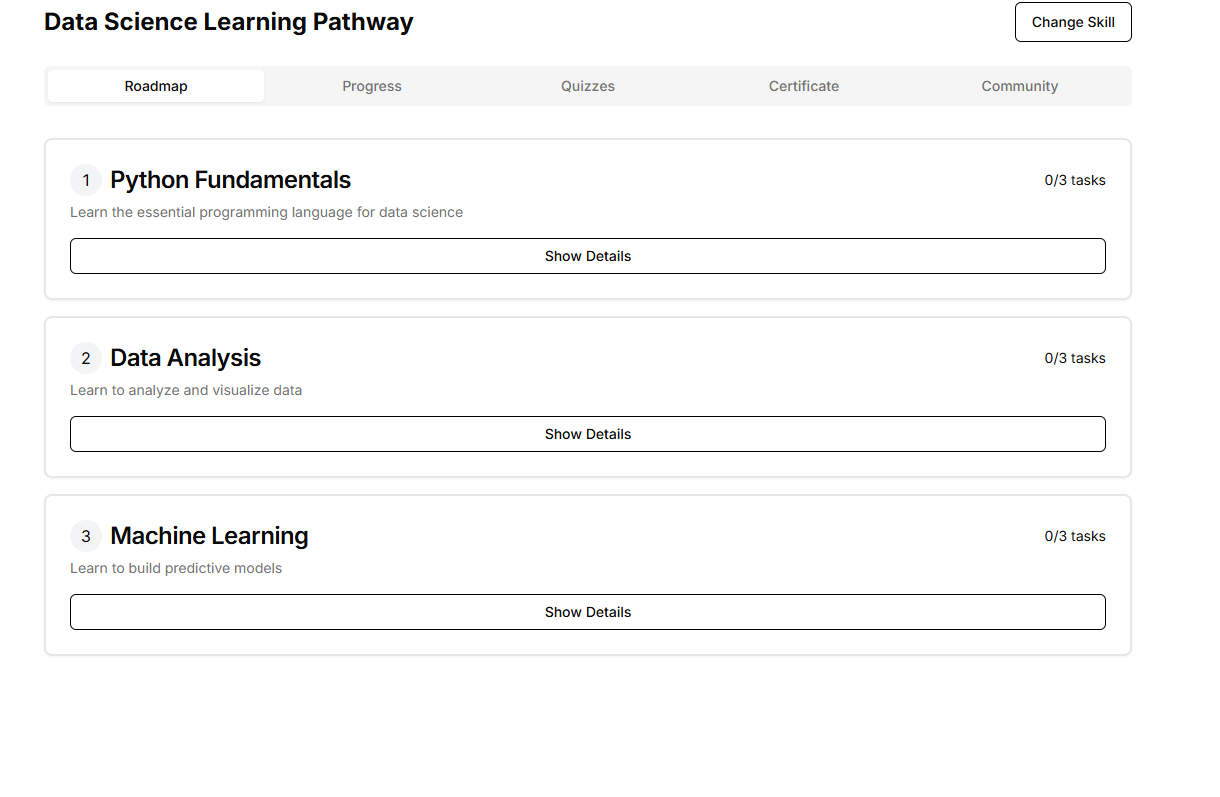 Data Science Learning Pathway
Change Skill
Roadmap
Progress
Quizzes
Certificate
Community
1
Python Fundamentals
0/3 tasks
Learn the essential programming language for data science
Show Details
2
Data Analysis
0/3 tasks
Learn to analyze and visualize data
Show Details
3
Machine Learning
0/3 tasks
Learn to build predictive models
Show Details